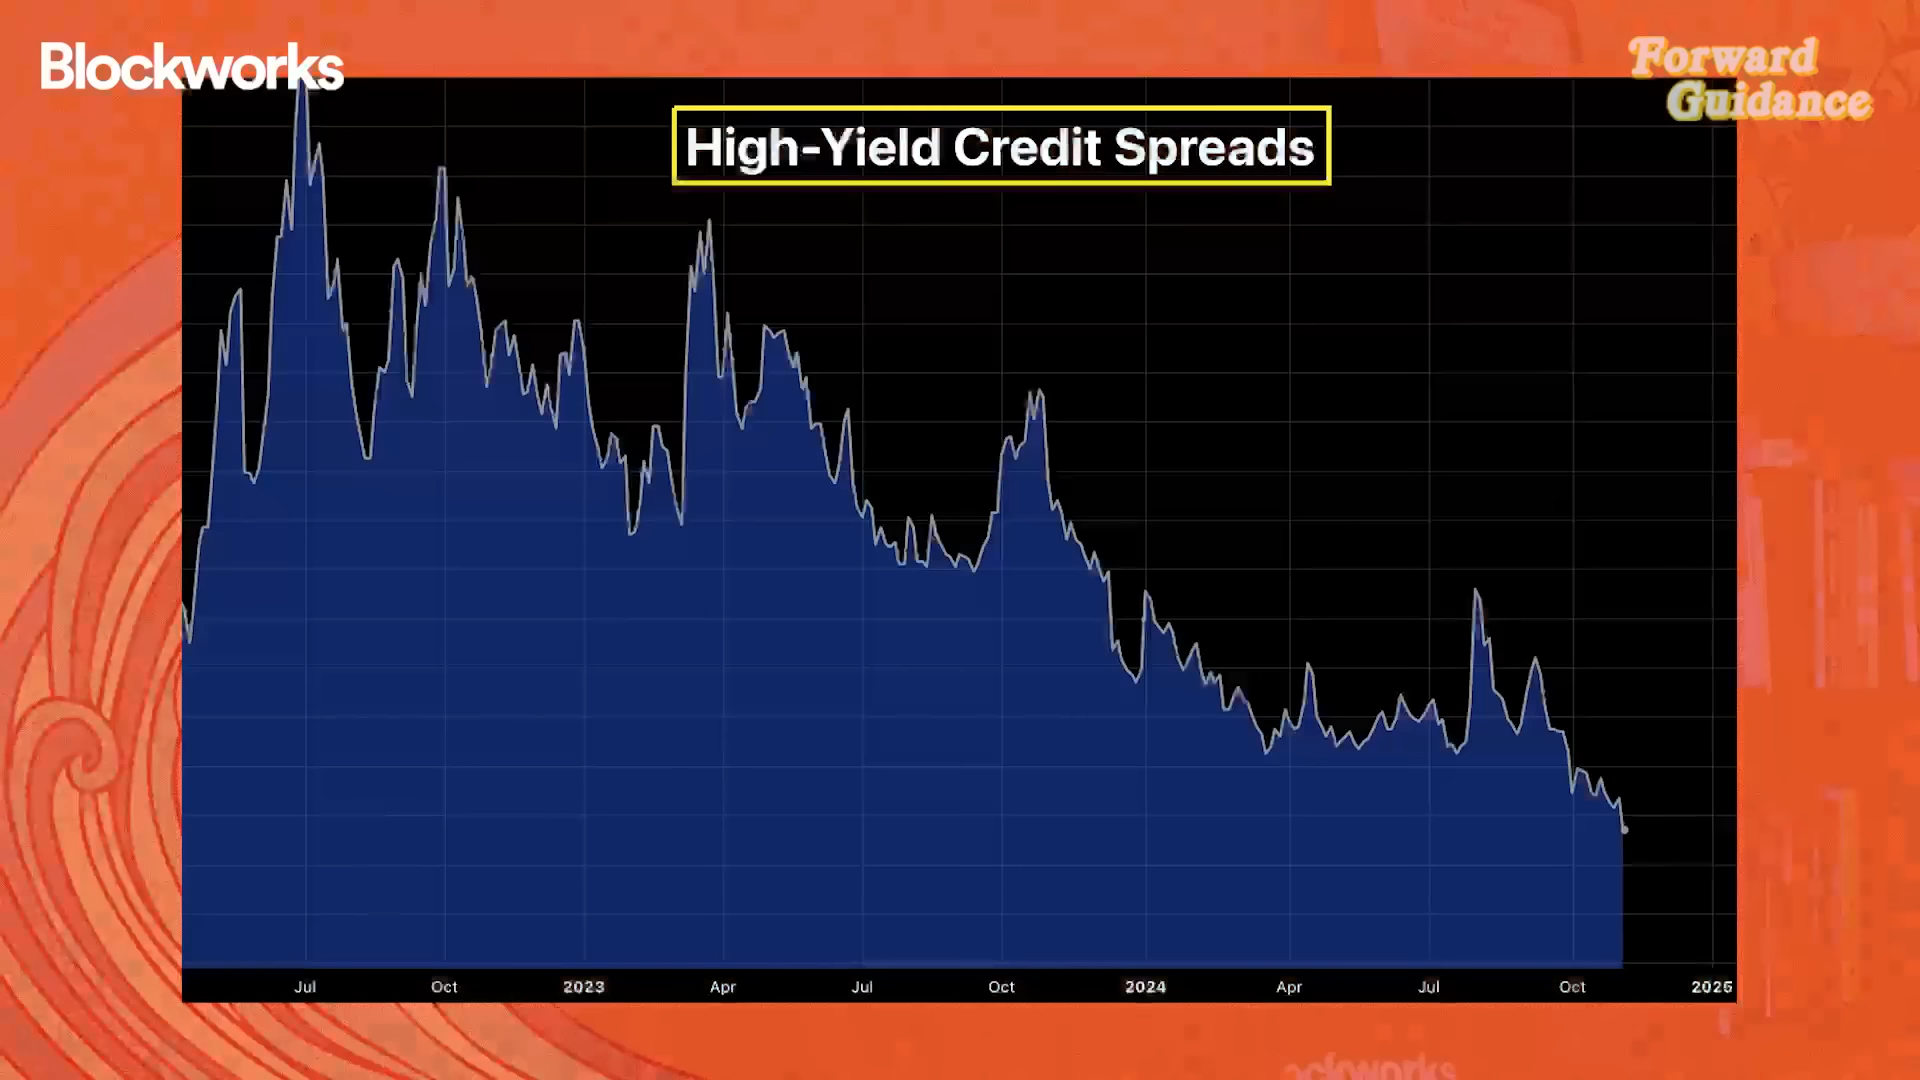 Blockworks
Forward
Guidance
High-Yield Credit Spreads
Jul Oct 2023 Apr Jul Oct 2024 Apr Jul Oct 2025